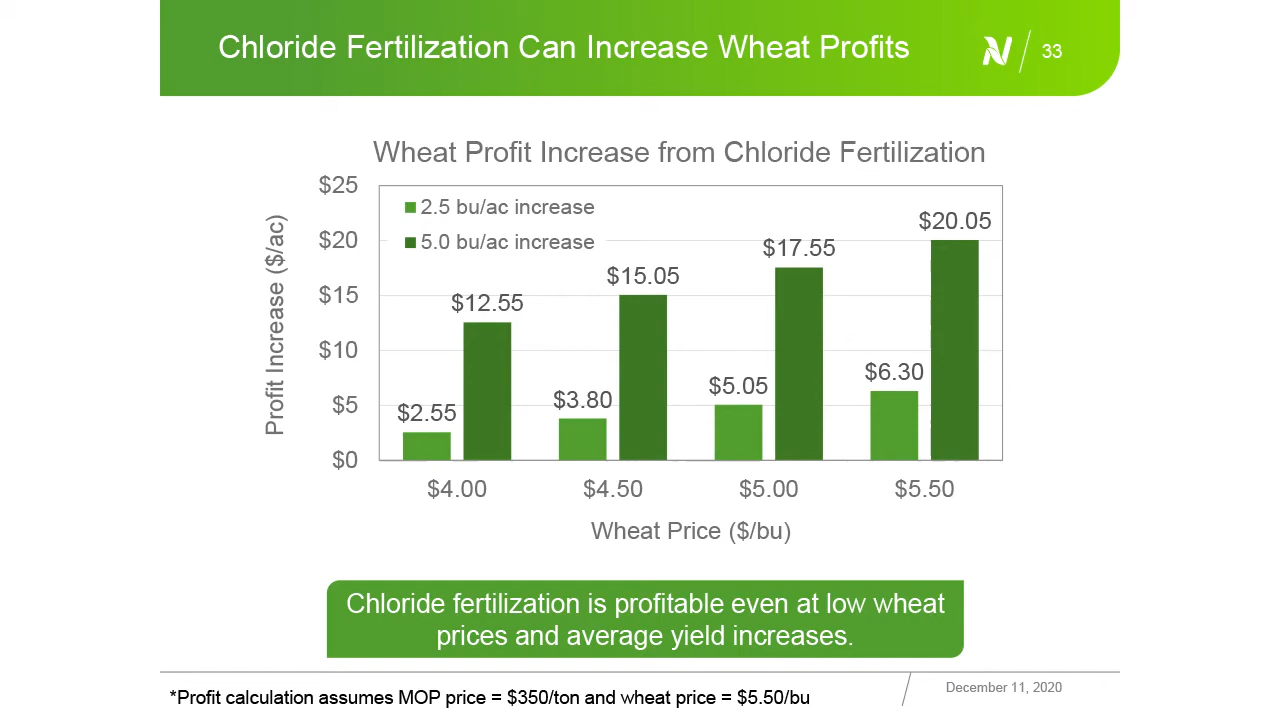 Chloride Fertilization Can Increase Wheat Profits
33
Wheat Profit Increase from Chloride Fertilization
Profit Increase ($/ac)
$25
$20
$15
$10
$5
$0
2.5 bu/ac increase
5.0 bu/ac increase
$2.55
$12.55
$3.80
$15.05
$5.05
$17.55
$6.30
$20.05
$4.00
$4.50
$5.00
$5.50
Wheat Price ($/bu)
Chloride fertilization is profitable even at low wheat
prices and average yield increases.
*Profit calculation assumes MOP price = $350/ton and wheat price = $5.50/bu
December 11, 2020